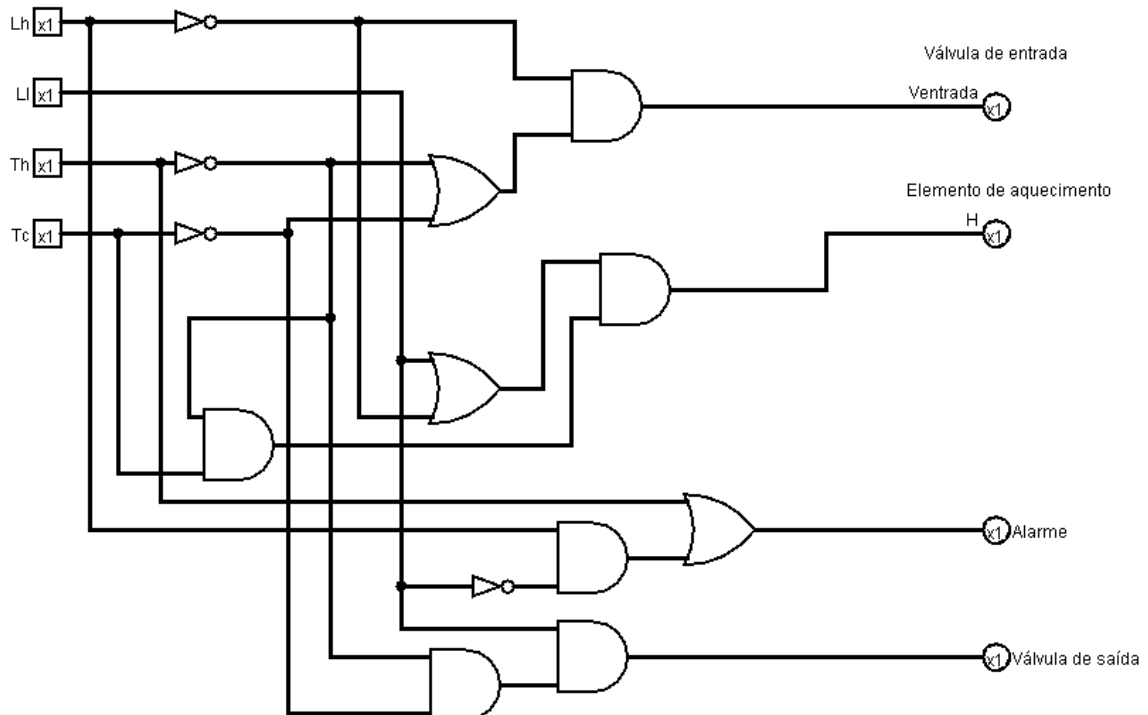 Lh x1
Válvula de entrada
Ll x1
Ventrada
x1
Th x1
Elemento de aquecimento
H
Tc x1
x1
x1 Alarme
x1 Válvula de saída